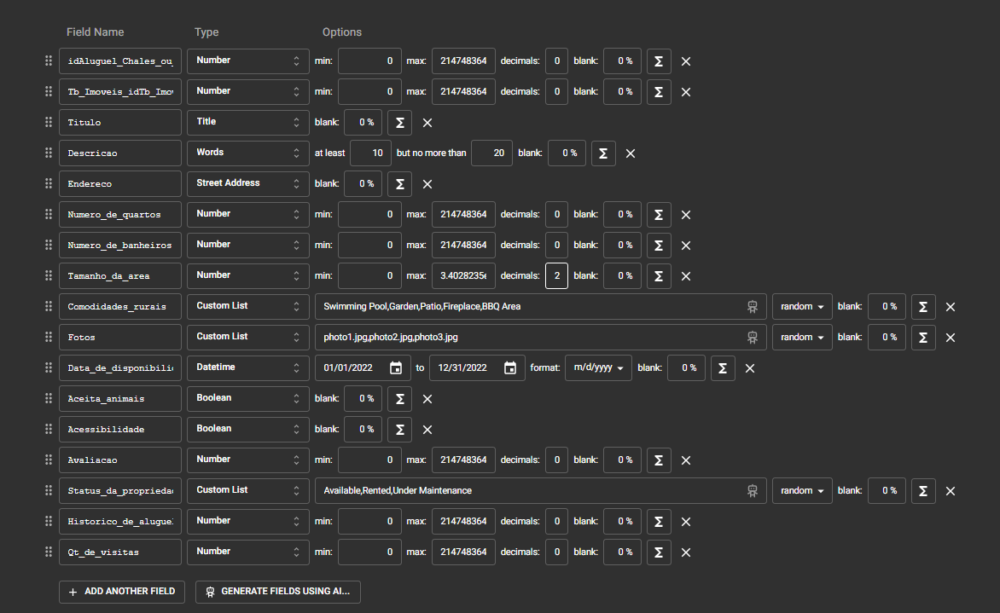 Field Name Type Options
idAluguel_Chales_ou_ Number min: 0 max: 214748364 decimals: 0 blank: 0 % Σ
Tb_Imoveis_idTb_Imov Number min: 0 max: 214748364 decimals: 0 blank: 0 % Σ
Titulo Title blank: 0 % Σ
Descricao Words at least 10 but no more than 20 blank: 0 % Σ
Endereco Street Address blank: 0 % Σ
Numero_de_quartos Number min: 0 max: 214748364 decimals: 0 blank: 0 % Σ
Numero_de_banheiros Number min: 0 max: 214748364 decimals: 0 blank: 0 % Σ
Tamanho_da_area Number min: 0 max: 3.4028235e decimals: 2 blank: 0 % Σ
Comodidades_rurais Custom List Swimming Pool,Garden,Patio,Fireplace,BBQ Area random blank: 0 % Σ
Fotos Custom List photo1.jpg,photo2.jpg,photo3.jpg random blank: 0 % Σ
Data_de_disponibilid Datetime 01/01/2022 to 12/31/2022 format: m/d/yyyy blank: 0 % Σ
Aceita_animais Boolean blank: 0 % Σ
Acessibilidade Boolean blank: 0 % Σ
Avaliacao Number min: 0 max: 214748364 decimals: 0 blank: 0 % Σ
Status_da_propriedad Custom List Available,Rented,Under Maintenance random blank: 0 % Σ
Historico_de_aluguel Number min: 0 max: 214748364 decimals: 0 blank: 0 % Σ
Qt_de_visitas Number min: 0 max: 214748364 decimals: 0 blank: 0 % Σ
+ ADD ANOTHER FIELD GENERATE FIELDS USING AI...